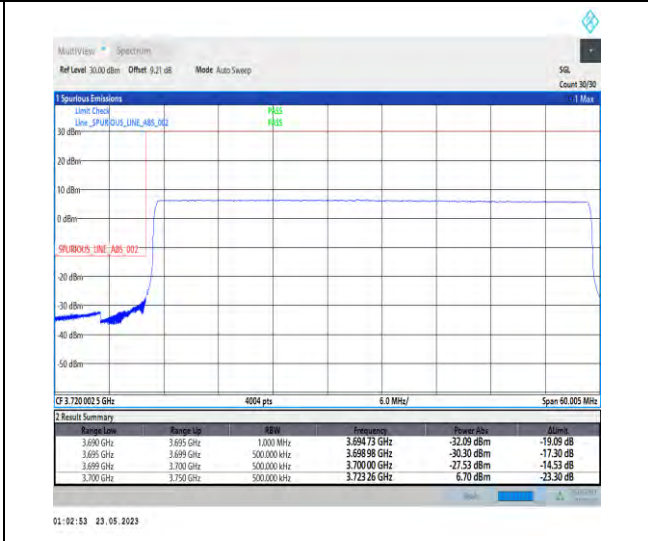 MultiView Spectrum
Ref Level 30.00 dBm Offset 9.21 dB Mode Auto Sweep SGL
Count 30/30
1 Spurious Emissions 1 Max
Limit Check PASS
Line _SPURIOUS_LINE_ABS_002 PASS
30 dBm
20 dBm
10 dBm
0 dBm
_SPURIOUS_LINE_ABS_002
-20 dBm
-30 dBm
-40 dBm
-50 dBm
CF 3.720 002 5 GHz 4004 pts 6.0 MHz/ Span 60.005 MHz
2 Result Summary
Range Low Range Up RBW Frequency Power Abs ΔLimit
3.690 GHz 3.695 GHz 1.000 MHz 3.694 73 GHz -32.09 dBm -19.09 dB
3.695 GHz 3.699 GHz 500.000 kHz 3.698 98 GHz -30.30 dBm -17.30 dB
3.699 GHz 3.700 GHz 500.000 kHz 3.700 00 GHz -27.53 dBm -14.53 dB
3.700 GHz 3.750 GHz 500.000 kHz 3.723 26 GHz 6.70 dBm -23.30 dB
01:02:53 23.05.2023